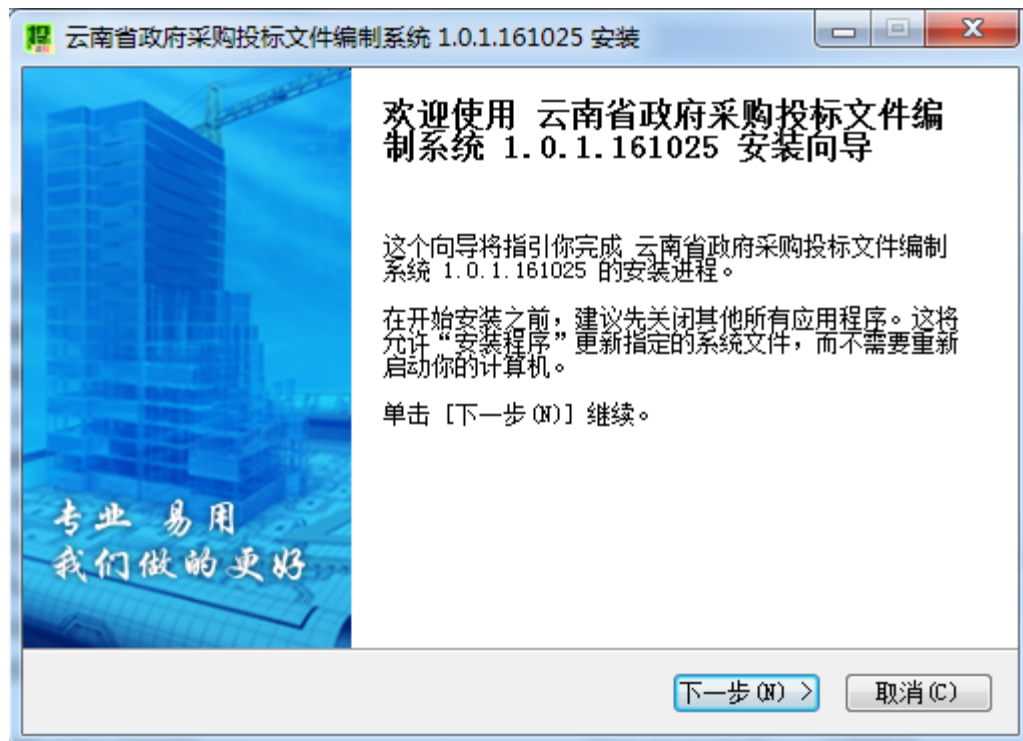 云南省政府采购投标文件编制系统 1.0.1.161025 安装
欢迎使用 云南省政府采购投标文件编
制系统 1.0.1.161025 安装向导
这个向导将指引你完成 云南省政府采购投标文件编制
系统 1.0.1.161025 的安装进程。
在开始安装之前，建议先关闭其他所有应用程序。这将
允许“安装程序”更新指定的系统文件，而不需要重新
启动你的计算机。
单击 [下一步(N)] 继续。
专业 易用
我们做的更好
下一步(N) >
取消(C)